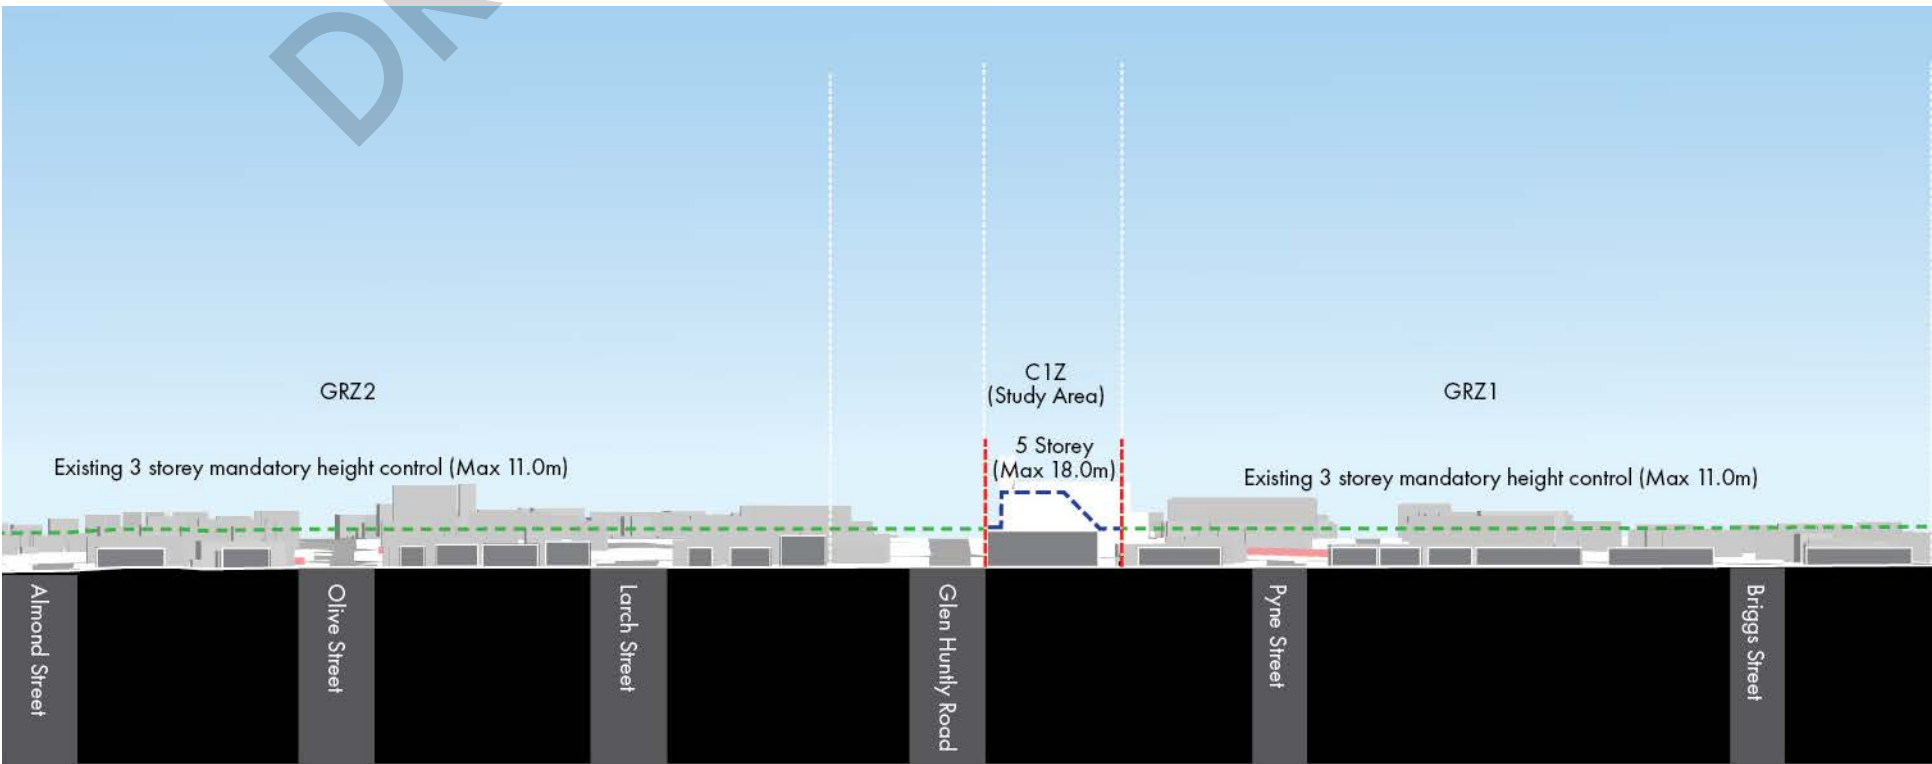 GRZ2
C1Z
(Study Area)
GRZ1
5 Storey
(Max 18.0m)
Existing 3 storey mandatory height control (Max 11.0m)
Existing 3 storey mandatory height control (Max 11.0m)
Almond Street
Olive Street
Larch Street
Glen Huntly Road
Pyne Street
Briggs Street